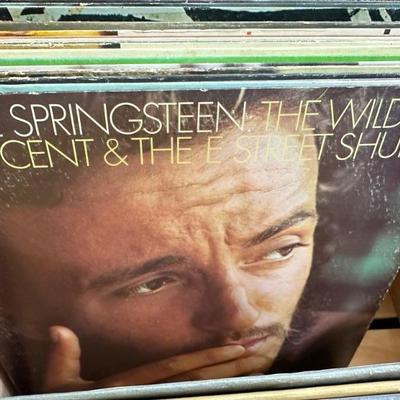 SPRINGSTEEN: THE WILD,
CENT & THE E STREET SHU